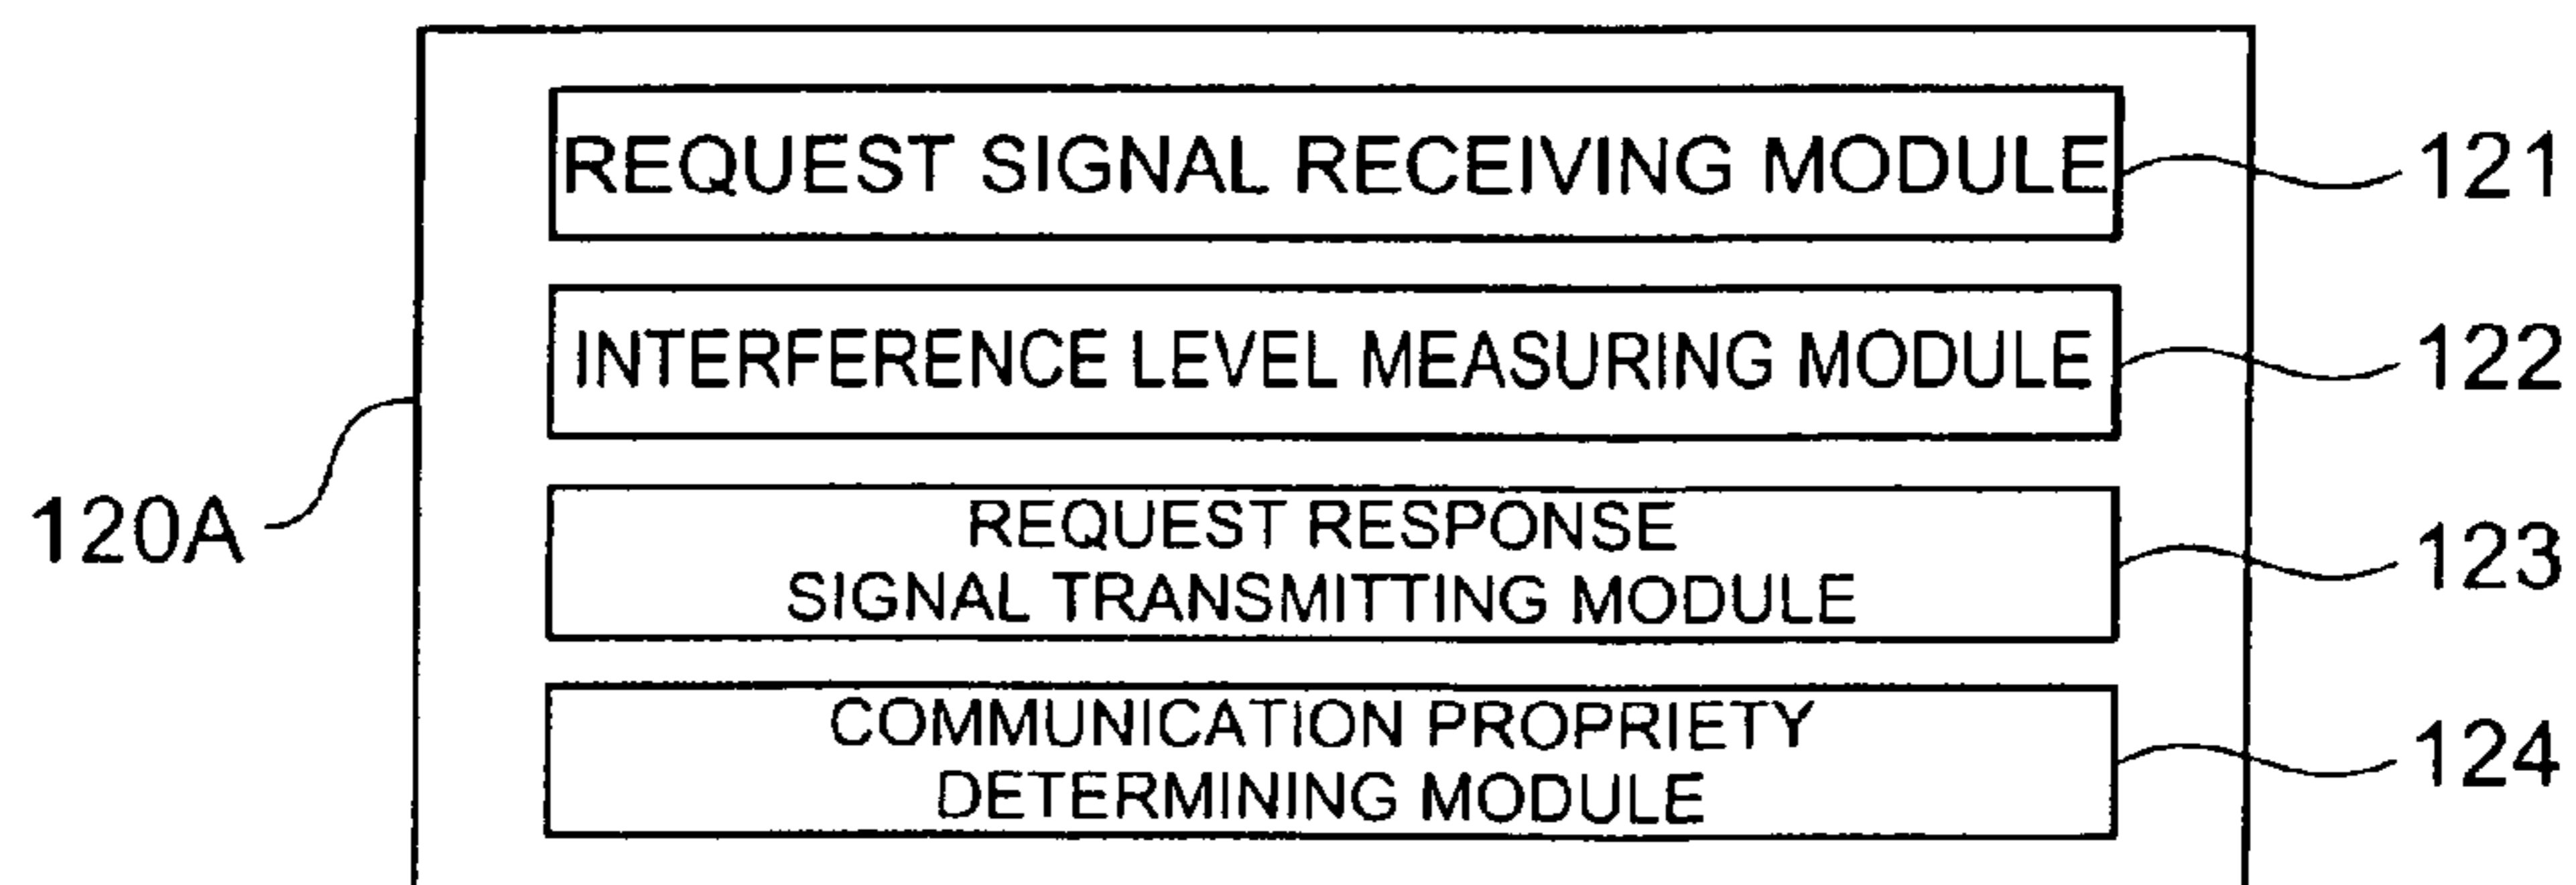 REQUEST SIGNAL RECEIVING MODULE
121
INTERFERENCE LEVEL MEASURING MODULE
122
120A
REQUEST RESPONSE
SIGNAL TRANSMITTING MODULE
123
COMMUNICATION PROPRIETY
DETERMINING MODULE
124